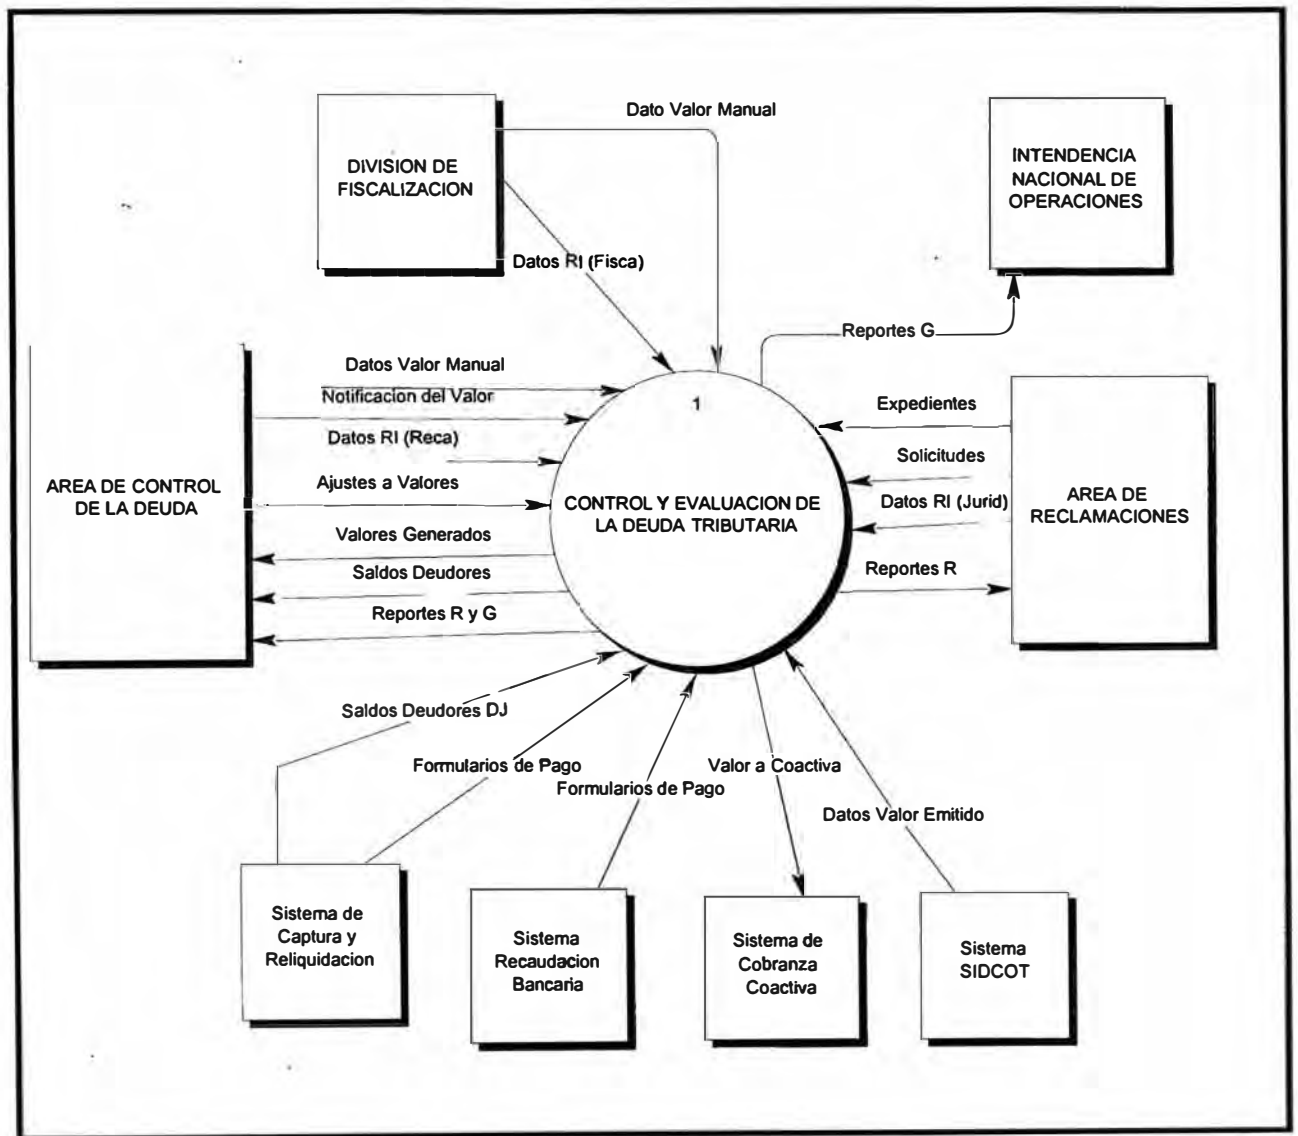 Dato Valor Manual
DIVISION DE
FISCALIZACION
INTENDENCIA
NACIONAL DE
OPERACIONES
Datos RI (Fisca)
Reportes G
Datos Valor Manual
Notificacion del Valor
Datos RI (Reca)
Ajustes a Valores
Valores Generados
Saldos Deudores
Reportes R y G
AREA DE CONTROL
DE LA DEUDA
1
CONTROL Y EVALUACION DE
LA DEUDA TRIBUTARIA
Expedientes
Solicitudes
Datos RI (Jurid)
Reportes R
AREA DE
RECLAMACIONES
Saldos Deudores DJ
Formularios de Pago
Formularios de Pago
Valor a Coactiva
Datos Valor Emitido
Sistema de
Captura y
Reliquidacion
Sistema
Recaudacion
Bancaria
Sistema de
Cobranza
Coactiva
Sistema
SIDCOT